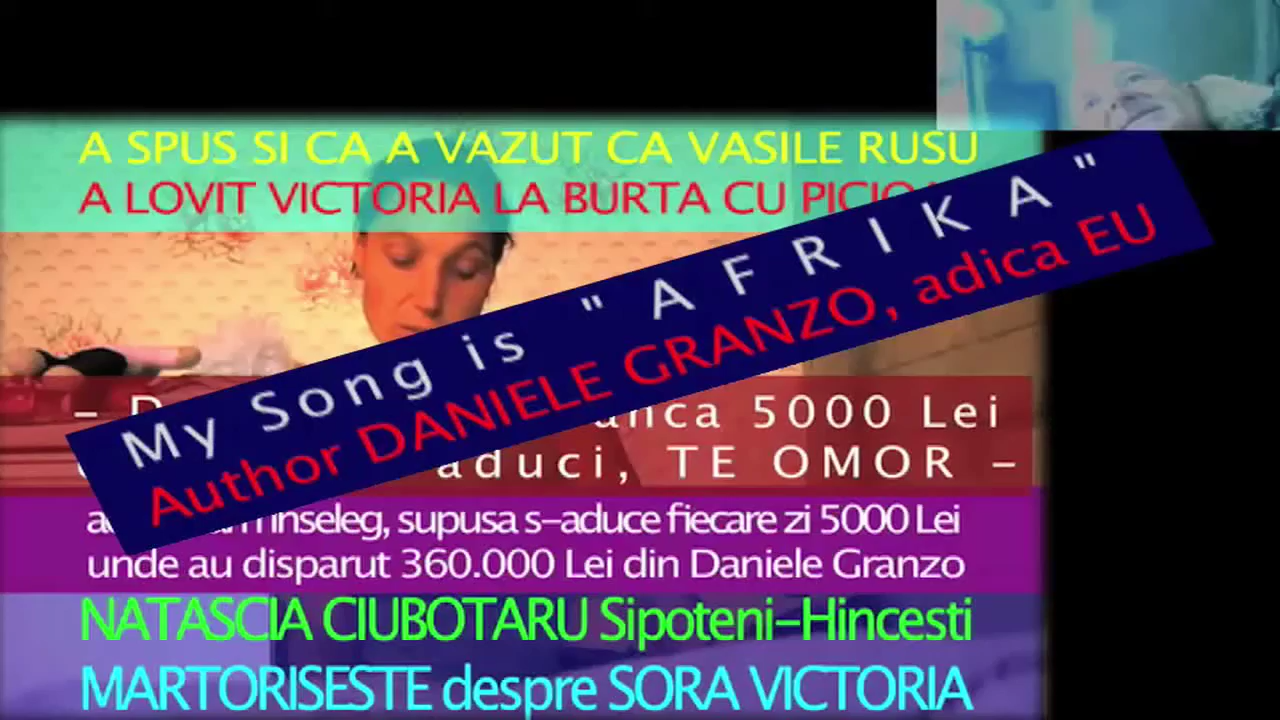 A SPUS SI CA A VAZUT CA VASILE RUSU
A LOVIT VICTORIA LA BURTA CU
My Song is "AFRIKA"
Author DANIELE GRANZO, adica EU
5000 Lei
aduci, TE OMOR –
inseleg, supusa s–aduce fiecare zi 5000 Lei
unde au disparut 360.000 Lei din Daniele Granzo
NATASCIA CIUBOTARU Sipoteni–Hincesti
MARTORISESTE despre SORA VICTORIA